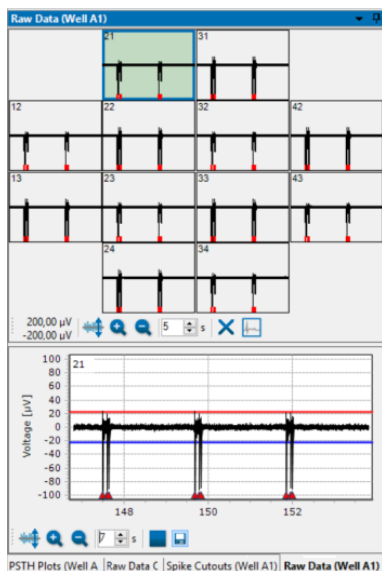 Raw Data (Well A1)
21 31
12 22 32 42
13 23 33 43
24 34
200,00 µV
-200,00 µV
5 s
100
80
60
40
20
0
-20
-40
-60
-80
-100
Voltage [µV]
21
148 150 152
7 s
PSTH Plots (Well A Raw Data C Spike Cutouts (Well A1) Raw Data (Well A1)